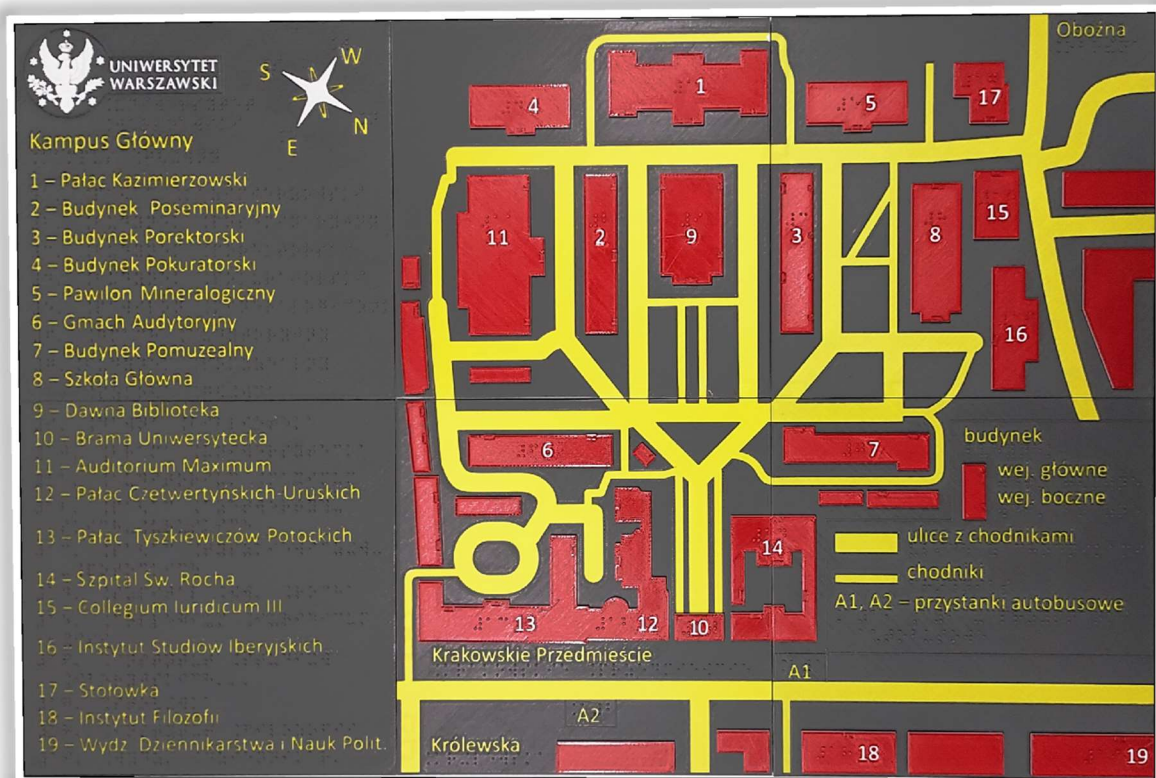 UNIWERSYTET
WARSZAWSKI
S
W
E
N
Kampus Główny
1 – Pałac Kazimierzowski
2 – Budynek Poseminaryjny
3 – Budynek Porektorski
4 – Budynek Pokuratorski
5 – Pawilon Mineralogiczny
6 – Gmach Audytoryjny
7 – Budynek Pomuzealny
8 – Szkoła Główna
9 – Dawna Biblioteka
10 – Brama Uniwersytecka
11 – Auditorium Maximum
12 – Pałac Czetwertyńskich-Uruskich
13 – Pałac Tyszkiewiczów Potockich
14 – Szpital Św. Rocha
15 – Collegium Iuridicum III
16 – Instytut Studiów Iberyjskich...
17 – Stołówka
18 – Instytut Filozofii
19 – Wydz. Dziennikarstwa i Nauk Polit.
Oboźna
4
1
5
17
11
2
9
3
8
15
16
6
7
14
13
12
10
budynek
wej. główne
wej. boczne
ulice z chodnikami
chodniki
A1, A2 – przystanki autobusowe
Krakowskie Przedmieście
A1
A2
Królewska
18
19